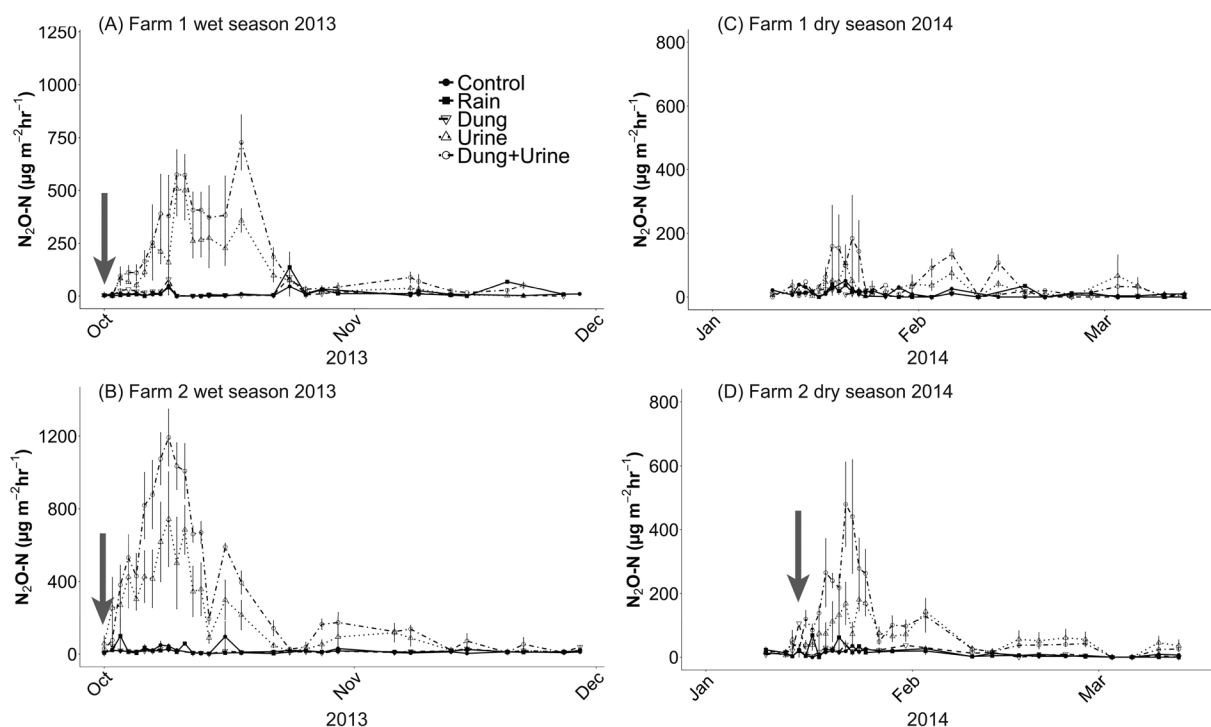 (A) Farm 1 wet season 2013
1250
1000
750
500
250
0
N₂O-N (µg m⁻²hr⁻¹)
Control
Rain
Dung
Urine
Dung+Urine
Oct
Nov
Dec
2013
(C) Farm 1 dry season 2014
800
600
400
200
0
N₂O-N (µg m⁻²hr⁻¹)
Jan
Feb
Mar
2014
(B) Farm 2 wet season 2013
1200
800
400
0
N₂O-N (µg m⁻²hr⁻¹)
Oct
Nov
Dec
2013
(D) Farm 2 dry season 2014
800
600
400
200
0
N₂O-N (µg m⁻²hr⁻¹)
Jan
Feb
Mar
2014